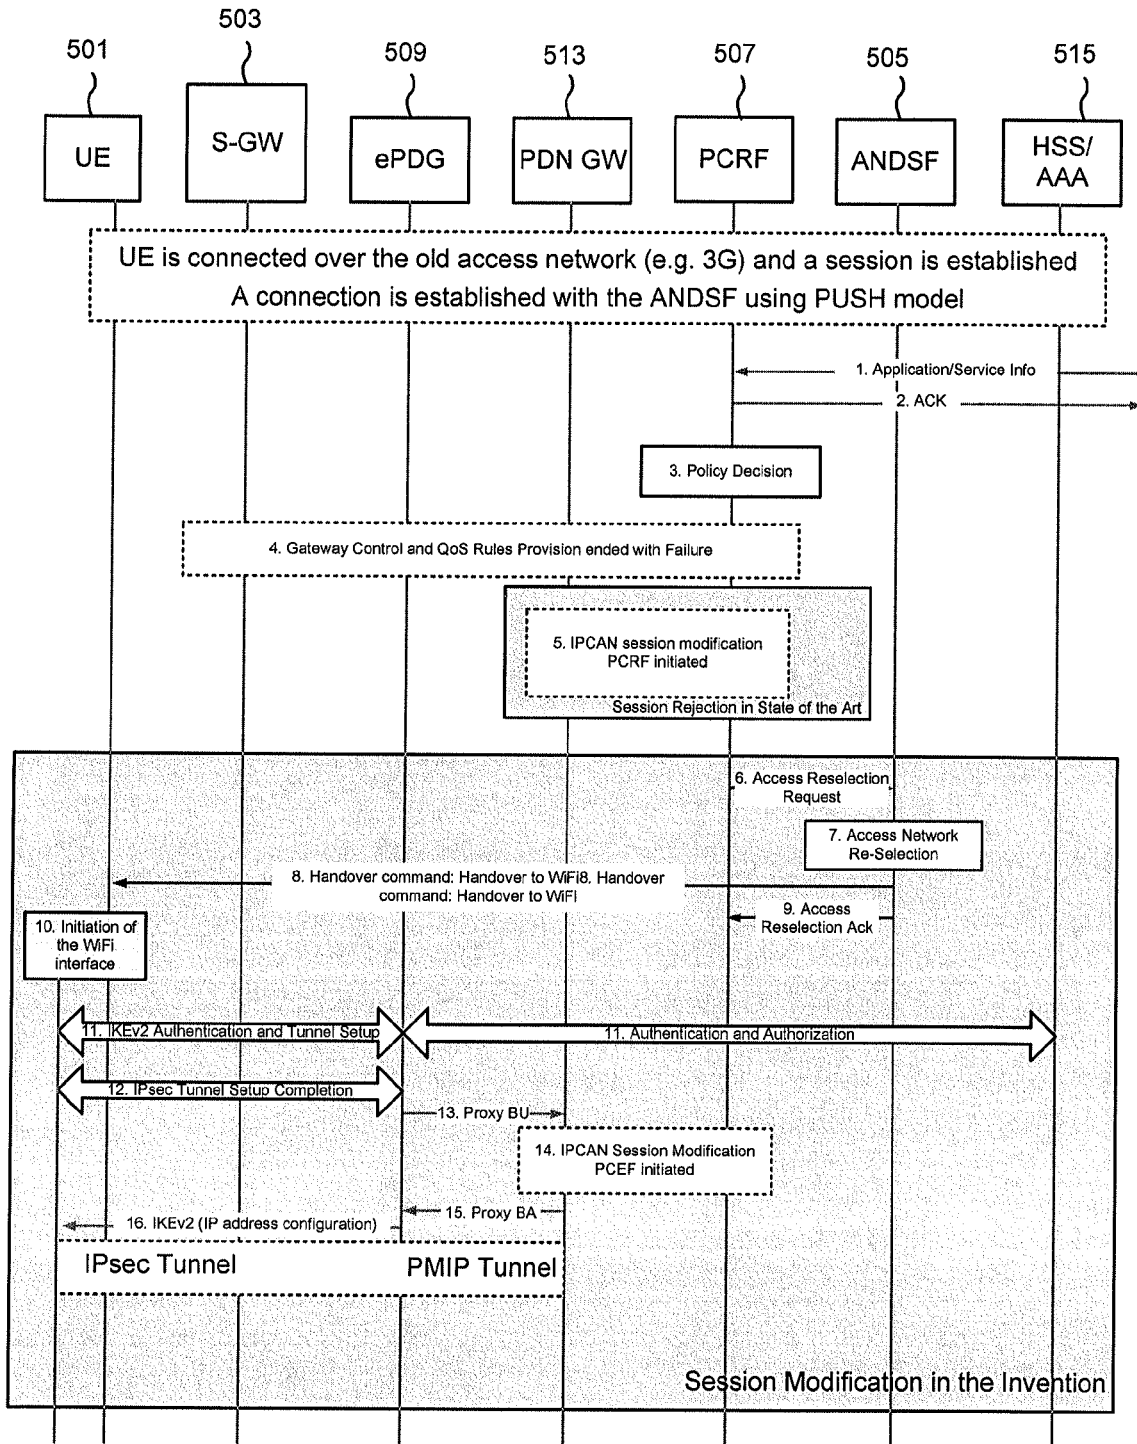 503
501
509
513
507
505
515
UE
S-GW
ePDG
PDN GW
PCRF
ANDSF
HSS/
AAA
UE is connected over the old access network (e.g. 3G) and a session is established
A connection is established with the ANDSF using PUSH model
1. Application/Service Info
2. ACK
3. Policy Decision
4. Gateway Control and QoS Rules Provision ended with Failure
5. IPCAN session modification
PCRF initiated
Session Rejection in State of the Art
6. Access Reselection
Request
7. Access Network
Re-Selection
8. Handover command: Handover to WiFi8. Handover
command: Handover to WiFi
9. Access
Reselection Ack
10. Initiation of
the WiFi
interface
11. IKEv2 Authentication and Tunnel Setup
11. Authentication and Authorization
12. IPsec Tunnel Setup Completion
13. Proxy BU
14. IPCAN Session Modification
PCEF initiated
15. Proxy BA
16. IKEv2 (IP address configuration)
IPsec Tunnel
PMIP Tunnel
Session Modification in the Invention